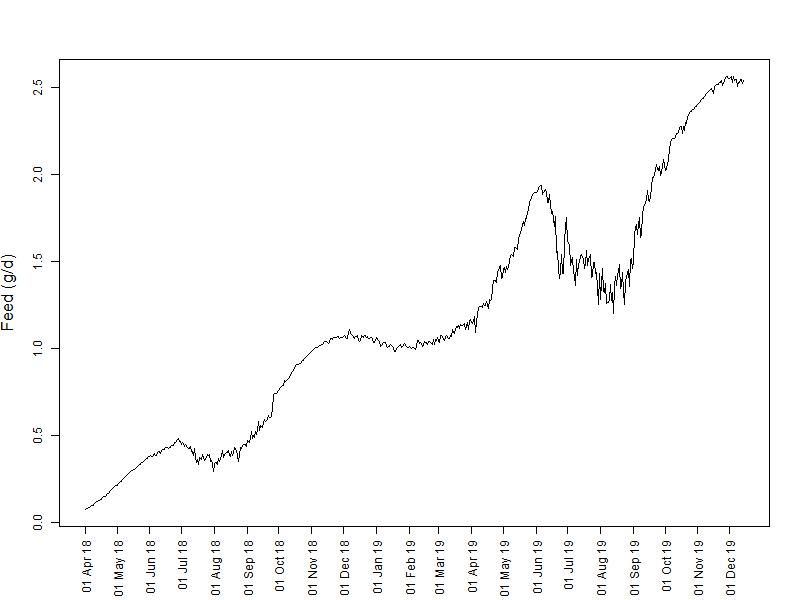 Feed (g/d)
2.5
2.0
1.5
1.0
0.5
0.0
01 Apr 18
01 May 18
01 Jun 18
01 Jul 18
01 Aug 18
01 Sep 18
01 Oct 18
01 Nov 18
01 Dec 18
01 Jan 19
01 Feb 19
01 Mar 19
01 Apr 19
01 May 19
01 Jun 19
01 Jul 19
01 Aug 19
01 Sep 19
01 Oct 19
01 Nov 19
01 Dec 19